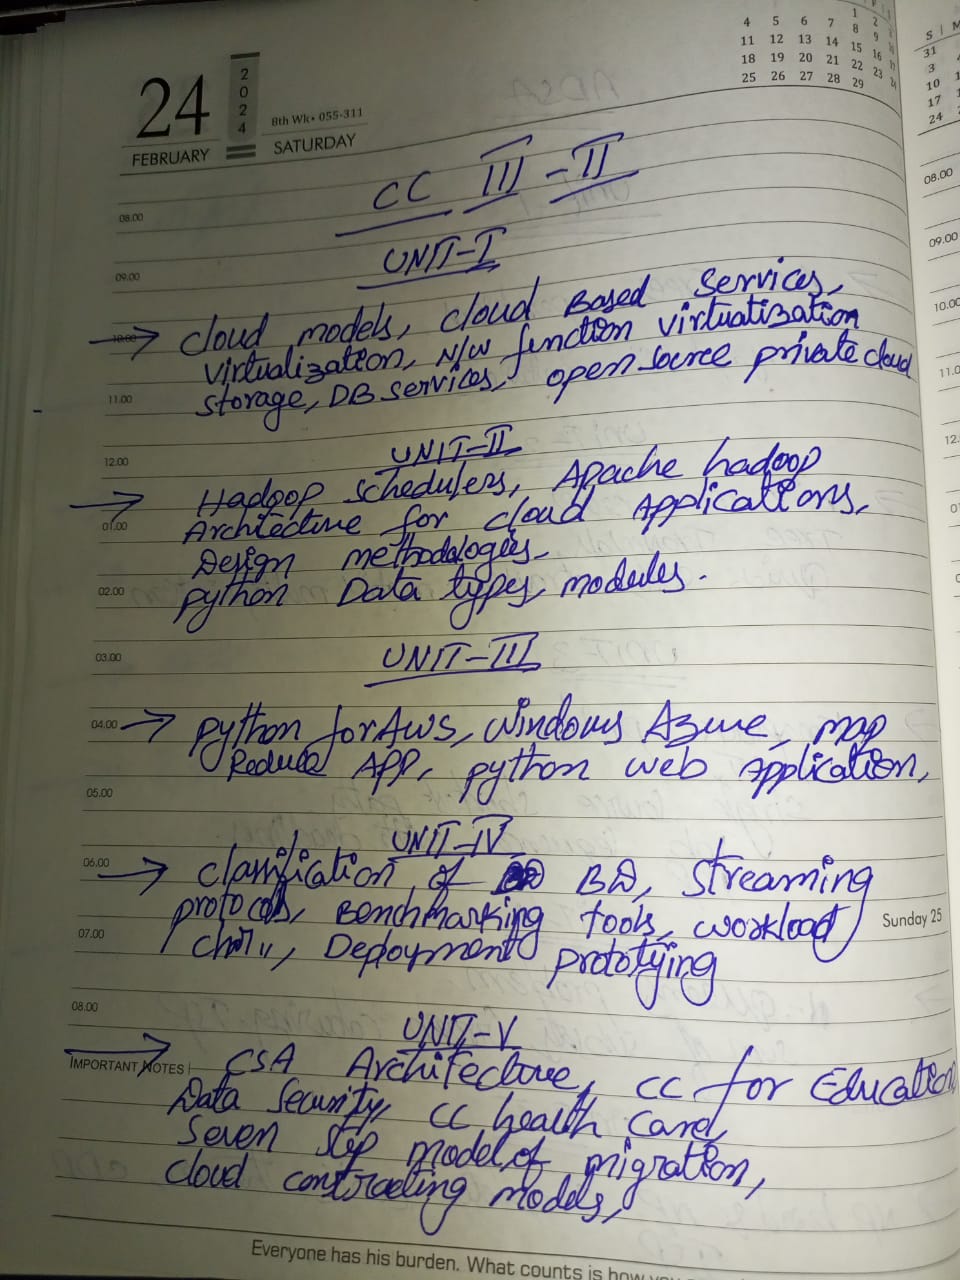 24
2024
FEBRUARY
8th Wk • 055-311
SATURDAY
1 2
4 5 6 7 8 9
11 12 13 14 15 16
18 19 20 21 22 23
25 26 27 28 29
S M
31
3
10
17
24
CC III - II
08.00
UNIT-I
09.00
cloud models, cloud Based Services,
10.00
virtualization, N/W function virtuatization
storage, DB services, open source private cloud
11.00
UNIT-II
12.00
Hadoop schedulers, Apache hadoop
Architecture for cloud Applications,
01.00
Design methodologies
python Data types, modules.
02.00
UNIT-III
03.00
python for Aws, windows Azure, map
04.00
Reduce APP, python web application,
05.00
UNIT-IV
06.00
classification of BD, streaming
protocols, Benchmarking tools, workload
Sunday 25
07.00
Deployment prototying
08.00
UNIT-V
IMPORTANT NOTES
CSA Architecture, CC for Education
Data Security, CC health Card,
Seven step model of migration,
cloud contracting models,
Everyone has his burden. What counts is how you
08.00
09.00
10.00